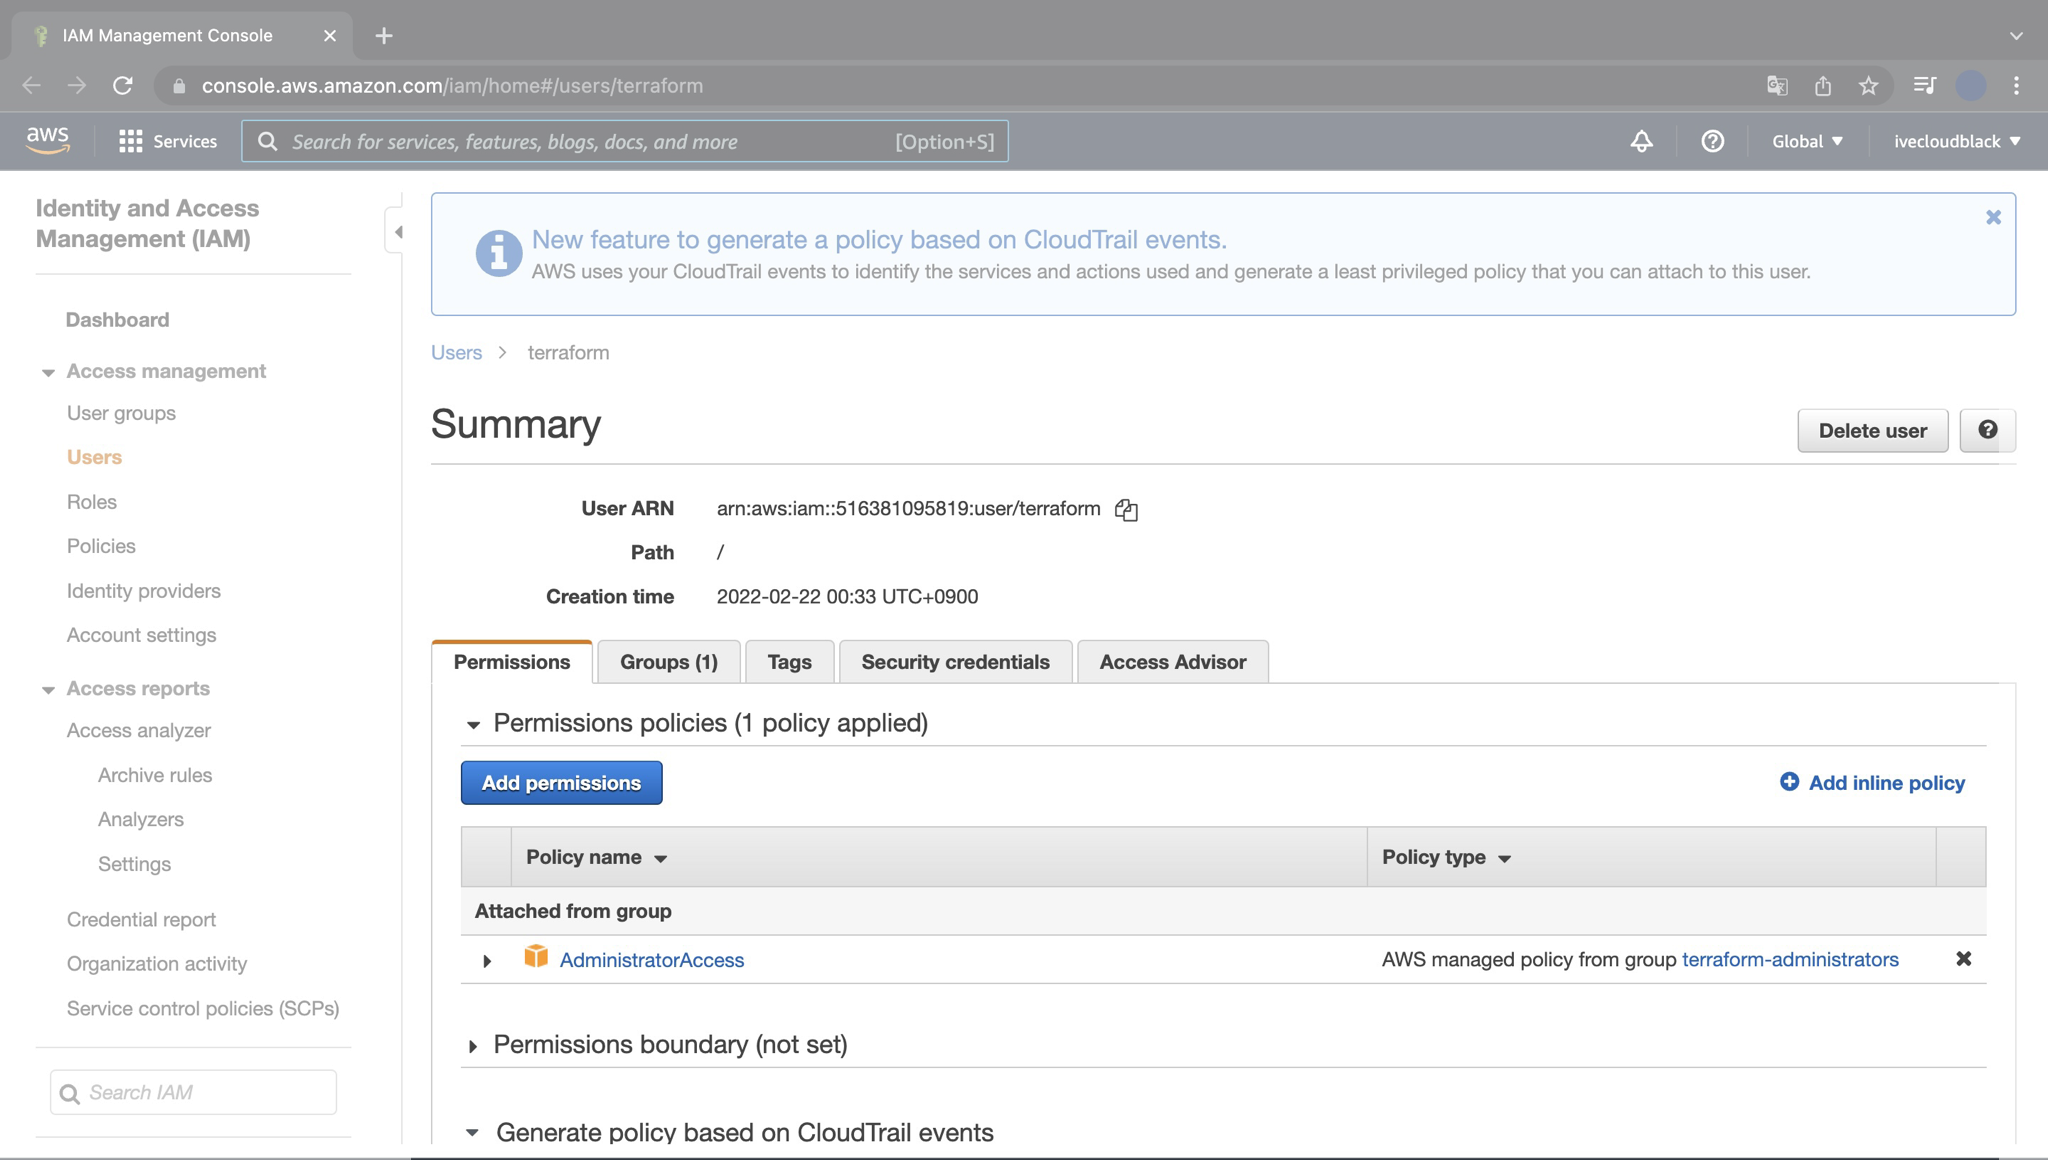 IAM Management Console
console.aws.amazon.com/iam/home#/users/terraform
aws
Services
Search for services, features, blogs, docs, and more
[Option+S]
Global
ivecloudblack
Identity and Access
Management (IAM)
Dashboard
Access management
User groups
Users
Roles
Policies
Identity providers
Account settings
Access reports
Access analyzer
Archive rules
Analyzers
Settings
Credential report
Organization activity
Service control policies (SCPs)
Search IAM
New feature to generate a policy based on CloudTrail events.
AWS uses your CloudTrail events to identify the services and actions used and generate a least privileged policy that you can attach to this user.
Users > terraform
Summary
Delete user
User ARN arn:aws:iam::516381095819:user/terraform
Path /
Creation time 2022-02-22 00:33 UTC+0900
Permissions
Groups (1)
Tags
Security credentials
Access Advisor
Permissions policies (1 policy applied)
Add permissions
Add inline policy
Policy name
Policy type
Attached from group
AdministratorAccess
AWS managed policy from group terraform-administrators
Permissions boundary (not set)
Generate policy based on CloudTrail events